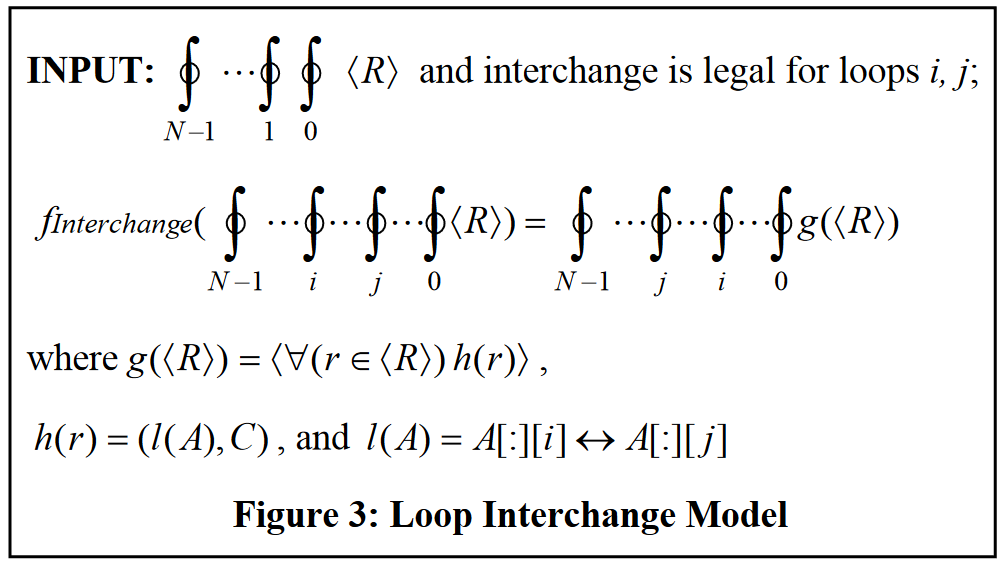 INPUT: ∮ ⋯ ∮ ∮ ⟨R⟩ and interchange is legal for loops i, j;
N–1 1 0
fInterchange( ∮ ⋯ ∮ ⋯ ∮ ⋯ ∮⟨R⟩) = ∮ ⋯ ∮ ⋯ ∮ ⋯ ∮ g(⟨R⟩)
N–1 i j 0 N–1 j i 0
where g(⟨R⟩) = ⟨∀(r ∈ ⟨R⟩) h(r)⟩ ,
h(r) = (l(A), C) , and l(A) = A[:][i] ↔ A[:][j]
Figure 3: Loop Interchange Model